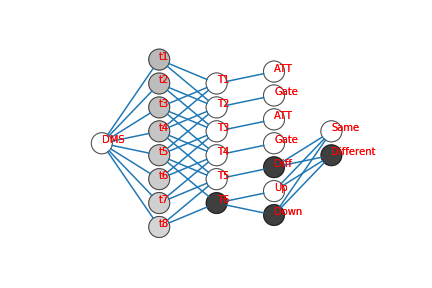 DMS
t1
t2
t3
t4
t5
t6
t7
t8
T1
T2
T3
T4
T5
T6
ATT
Gate
ATT
Gate
Diff
Up
Down
Same
Different